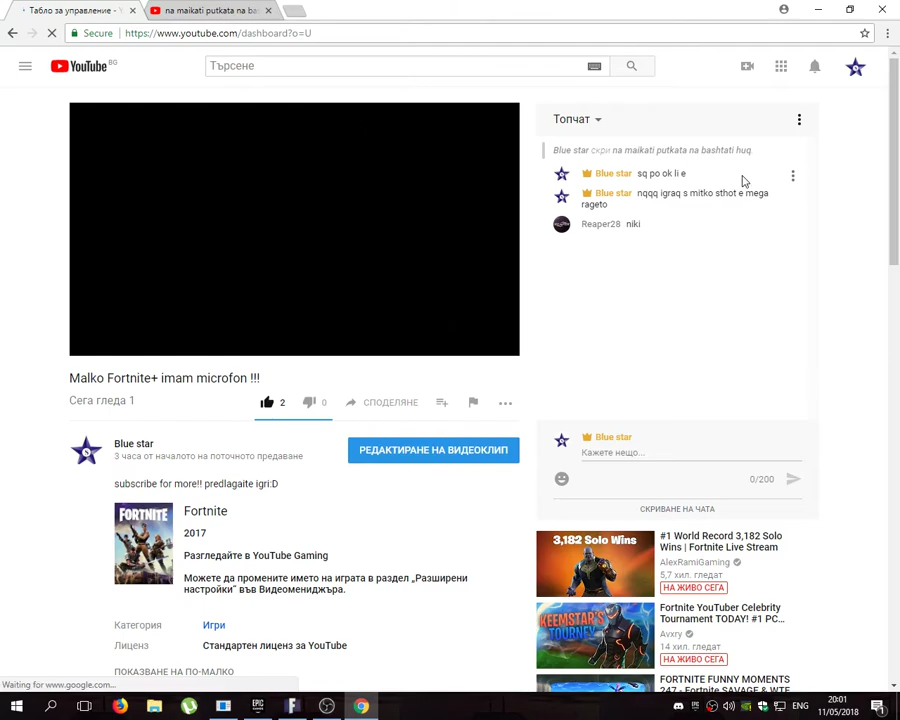 Табло за управление - Y
na maikati putkata na ba
Secure
https://www.youtube.com/dashboard?o=U
YouTube BG
Търсене
Топчат
Blue star скри na maikati putkata na bashtati huq.
Blue star sq po ok li e
Blue star nqqq igraq s mitko sthot e mega
rageto
Reaper28 niki
Malko Fortnite+ imam microfon !!!
Сега гледа 1
2
0
СПОДЕЛЯНЕ
Blue star
3 часа от началото на поточното предаване
РЕДАКТИРАНЕ НА ВИДЕОКЛИП
Blue star
Кажете нещо...
0/200
СКРИВАНЕ НА ЧАТА
subscribe for more!! predlagaite igri:D
FORTNITE
Fortnite
2017
Разгледайте в YouTube Gaming
Можете да промените името на играта в раздел „Разширени
настройки" във Видеомениджъра.
Категория
Игри
Лиценз
Стандартен лиценз за YouTube
ПОКАЗВАНЕ НА ПО-МАЛКО
3,182 Solo Wins
#1 World Record 3,182 Solo
Wins | Fortnite Live Stream
AlexRamiGaming
5,7 хил. гледат
НА ЖИВО СЕГА
KEEMSTAR'S
TOURNEY
Fortnite YouTuber Celebrity
Tournament TODAY! #1 PC...
Avxry
14 хил. гледат
НА ЖИВО СЕГА
FORTNITE FUNNY MOMENTS
247 - Fortnite SAVAGE & WTF
Waiting for www.google.com...
EPIC
ENG
20:01
11/05/2018
1